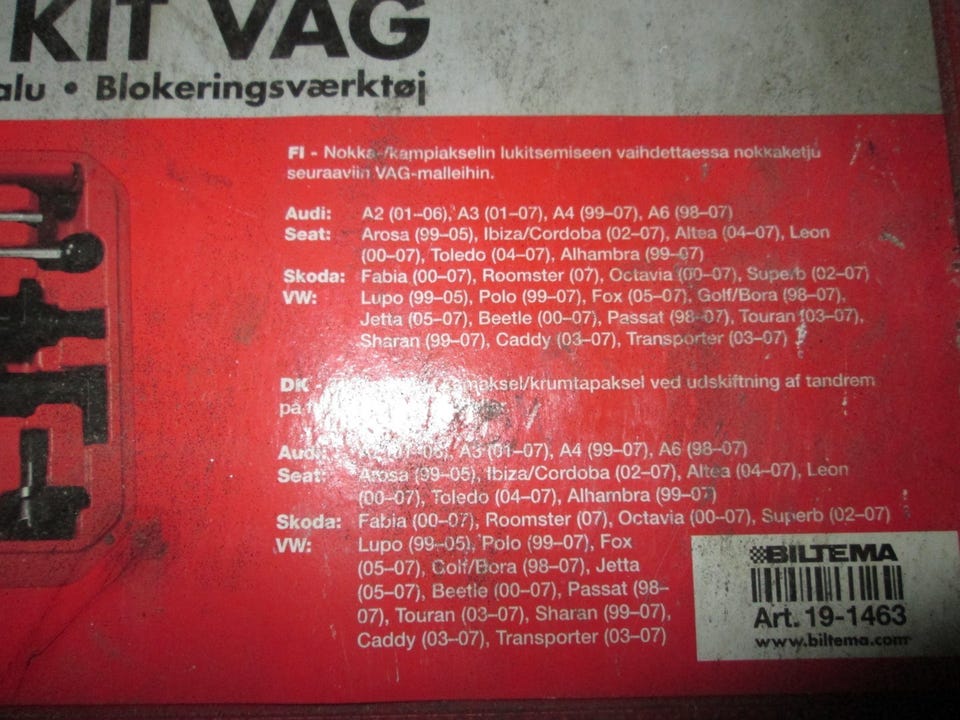 KIT VAG
alu • Blokeringsværktøj
FI - Nokka-/kampiakselin lukitsemiseen vaihdettaessa nokkaketju
seuraaviin VAG-malleihin.
Audi: A2 (01–06), A3 (01–07), A4 (99–07), A6 (98–07)
Seat: Arosa (99–05), Ibiza/Cordoba (02–07), Altea (04–07), Leon
(00–07), Toledo (04–07), Alhambra (99–07)
Skoda: Fabia (00–07), Roomster (07), Octavia (00–07), Superb (02–07)
VW: Lupo (99–05), Polo (99–07), Fox (05–07), Golf/Bora (98–07),
Jetta (05–07), Beetle (00–07), Passat (98–07), Touran (03–07),
Sharan (99–07), Caddy (03–07), Transporter (03–07)
DK - /krumtapaksel ved udskiftning af tandrem
på
Audi: A3 (01–07), A4 (99–07), A6 (98–07)
Seat: Arosa (99–05), Ibiza/Cordoba (02–07), Altea (04–07), Leon
(00–07), Toledo (04–07), Alhambra (99–07)
Skoda: Fabia (00–07), Roomster (07), Octavia (00–07), Superb (02–07)
VW: Lupo (99–05), Polo (99–07), Fox
(05–07), Golf/Bora (98–07), Jetta
(05–07), Beetle (00–07), Passat (98–
07), Touran (03–07), Sharan (99–07),
Caddy (03–07), Transporter (03–07)
BILTEMA
Art. 19-1463
www.biltema.com